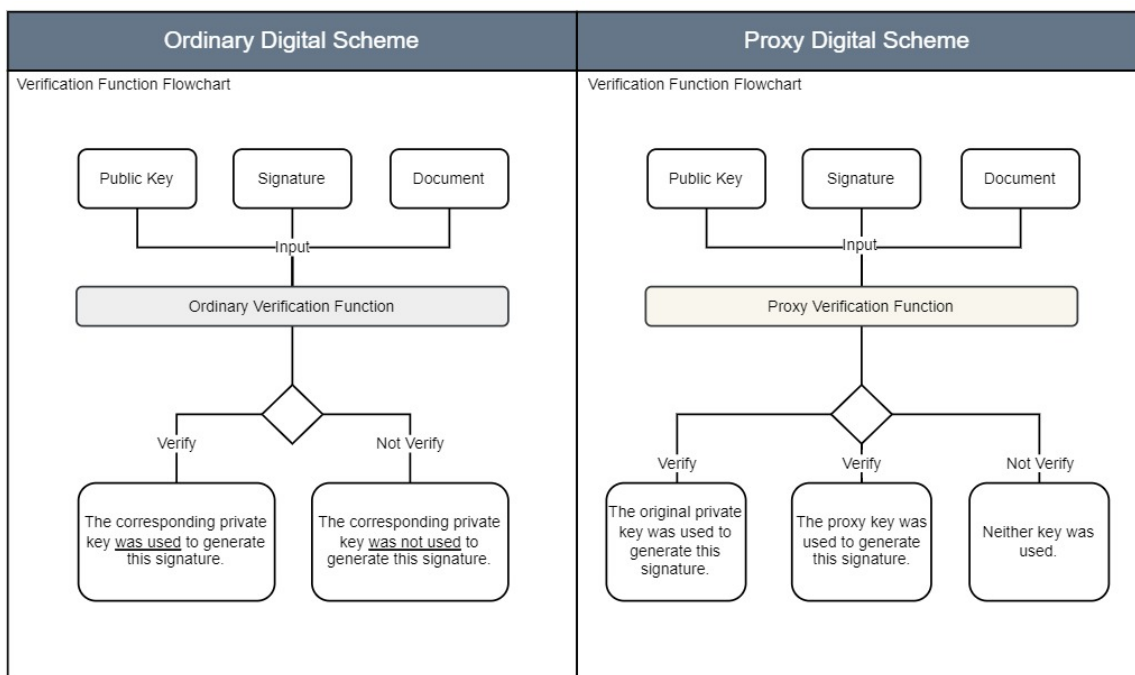 Ordinary Digital Scheme
Verification Function Flowchart
Public Key
Signature
Document
Input
Ordinary Verification Function
Verify
Not Verify
The corresponding private
key was used to generate
this signature.
The corresponding private
key was not used to
generate this signature.
Proxy Digital Scheme
Verification Function Flowchart
Public Key
Signature
Document
Input
Proxy Verification Function
Verify
Verify
Not Verify
The original private
key was used to
generate this
signature.
The proxy key was
used to generate
this signature.
Neither key was
used.